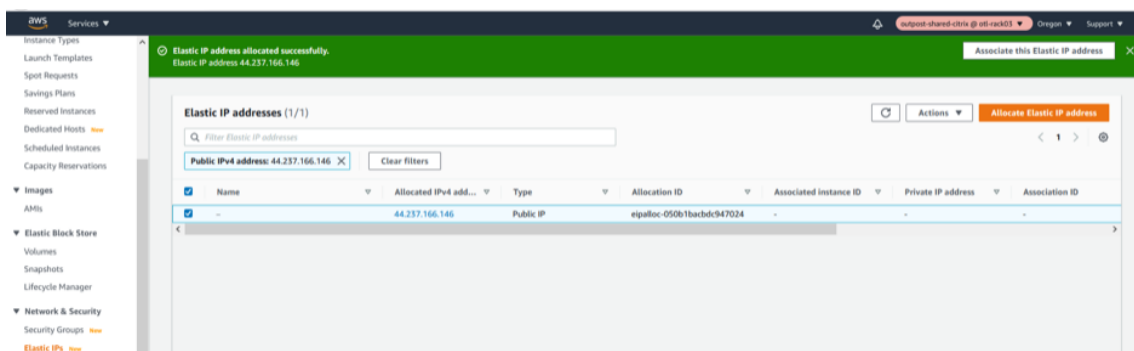 aws Services
outpost-shared-citrix @ otl-rack03 Oregon Support
Instance Types
Launch Templates
Spot Requests
Savings Plans
Reserved Instances
Dedicated Hosts New
Scheduled Instances
Capacity Reservations
Images
AMIs
Elastic Block Store
Volumes
Snapshots
Lifecycle Manager
Network & Security
Security Groups New
Elastic IPs New
Elastic IP address allocated successfully.
Elastic IP address 44.237.166.146
Associate this Elastic IP address
Elastic IP addresses (1/1)
Actions
Allocate Elastic IP address
Filter Elastic IP addresses
1
Public IPv4 address: 44.237.166.146
Clear filters
Name Allocated IPv4 add... Type Allocation ID Associated instance ID Private IP address Association ID
- 44.237.166.146 Public IP eipalloc-050b1bacbdc947024 - - -